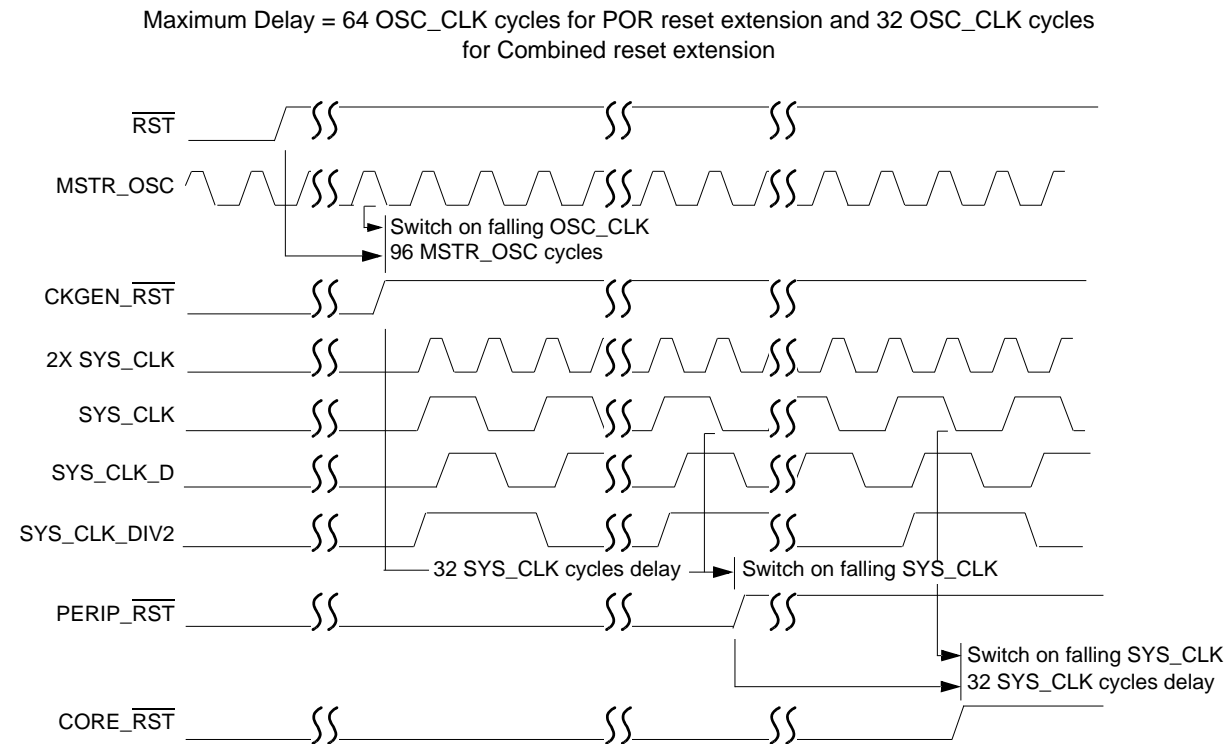 Maximum Delay = 64 OSC_CLK cycles for POR reset extension and 32 OSC_CLK cycles
for Combined reset extension
RST
MSTR_OSC
Switch on falling OSC_CLK
96 MSTR_OSC cycles
CKGEN_RST
2X SYS_CLK
SYS_CLK
SYS_CLK_D
SYS_CLK_DIV2
32 SYS_CLK cycles delay
Switch on falling SYS_CLK
PERIP_RST
Switch on falling SYS_CLK
32 SYS_CLK cycles delay
CORE_RST